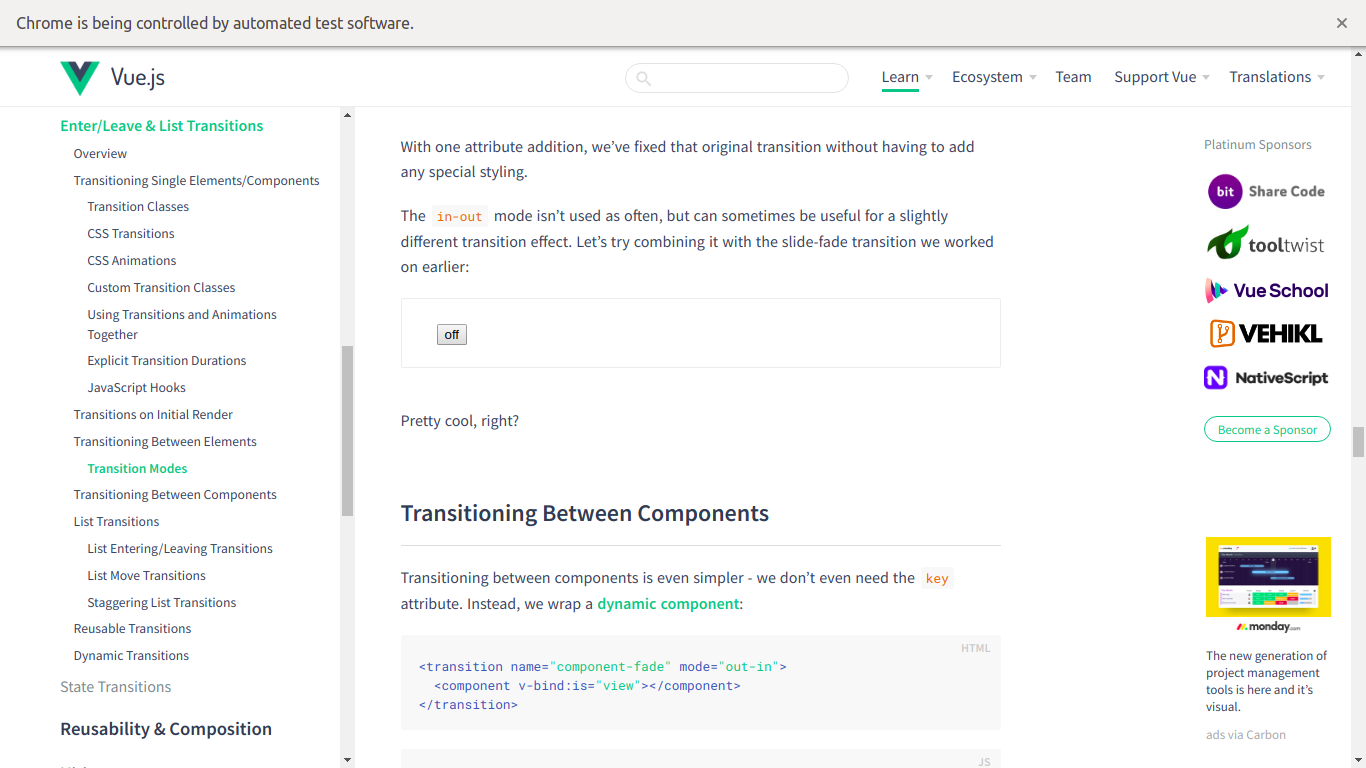 Chrome is being controlled by automated test software.
Vue.js
Learn
Ecosystem
Team
Support Vue
Translations
Enter/Leave & List Transitions
Overview
Transitioning Single Elements/Components
Transition Classes
CSS Transitions
CSS Animations
Custom Transition Classes
Using Transitions and Animations
Together
Explicit Transition Durations
JavaScript Hooks
Transitions on Initial Render
Transitioning Between Elements
Transition Modes
Transitioning Between Components
List Transitions
List Entering/Leaving Transitions
List Move Transitions
Staggering List Transitions
Reusable Transitions
Dynamic Transitions
State Transitions
Reusability & Composition
With one attribute addition, we’ve fixed that original transition without having to add
any special styling.
The in-out mode isn’t used as often, but can sometimes be useful for a slightly
different transition effect. Let’s try combining it with the slide-fade transition we worked
on earlier:
off
Pretty cool, right?
Transitioning Between Components
Transitioning between components is even simpler - we don’t even need the key
attribute. Instead, we wrap a dynamic component:
HTML
<transition name="component-fade" mode="out-in">
<component v-bind:is="view"></component>
</transition>
JS
Platinum Sponsors
bit Share Code
tooltwist
Vue School
VEHIKL
NativeScript
Become a Sponsor
monday.com
The new generation of
project management
tools is here and it’s
visual.
ads via Carbon